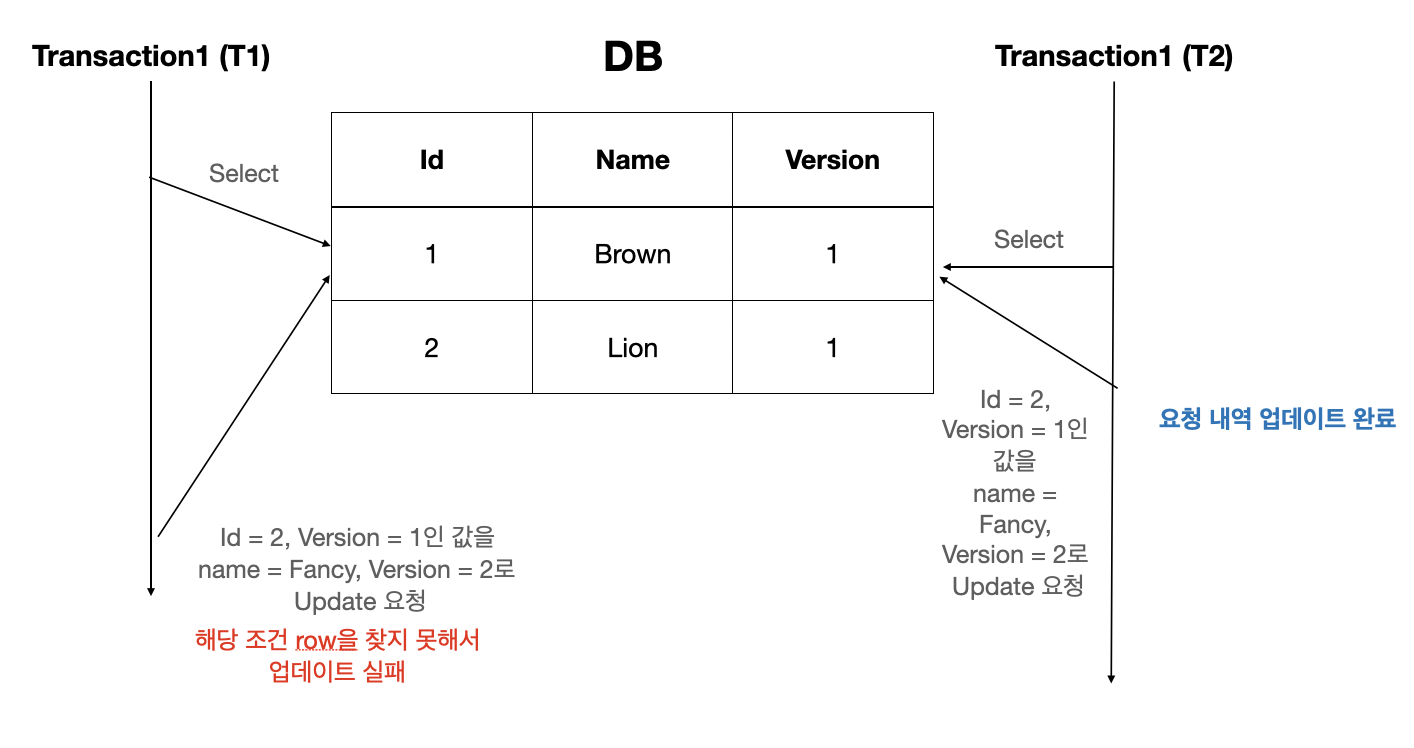 Transaction1 (T1)
DB
Transaction1 (T2)
Select
Id Name Version
1 Brown 1
2 Lion 1
Select
Id = 2,
Version = 1인
값을
name =
Fancy,
Version = 2로
Update 요청
요청 내역 업데이트 완료
Id = 2, Version = 1인 값을
name = Fancy, Version = 2로
Update 요청
해당 조건 row을 찾지 못해서
업데이트 실패